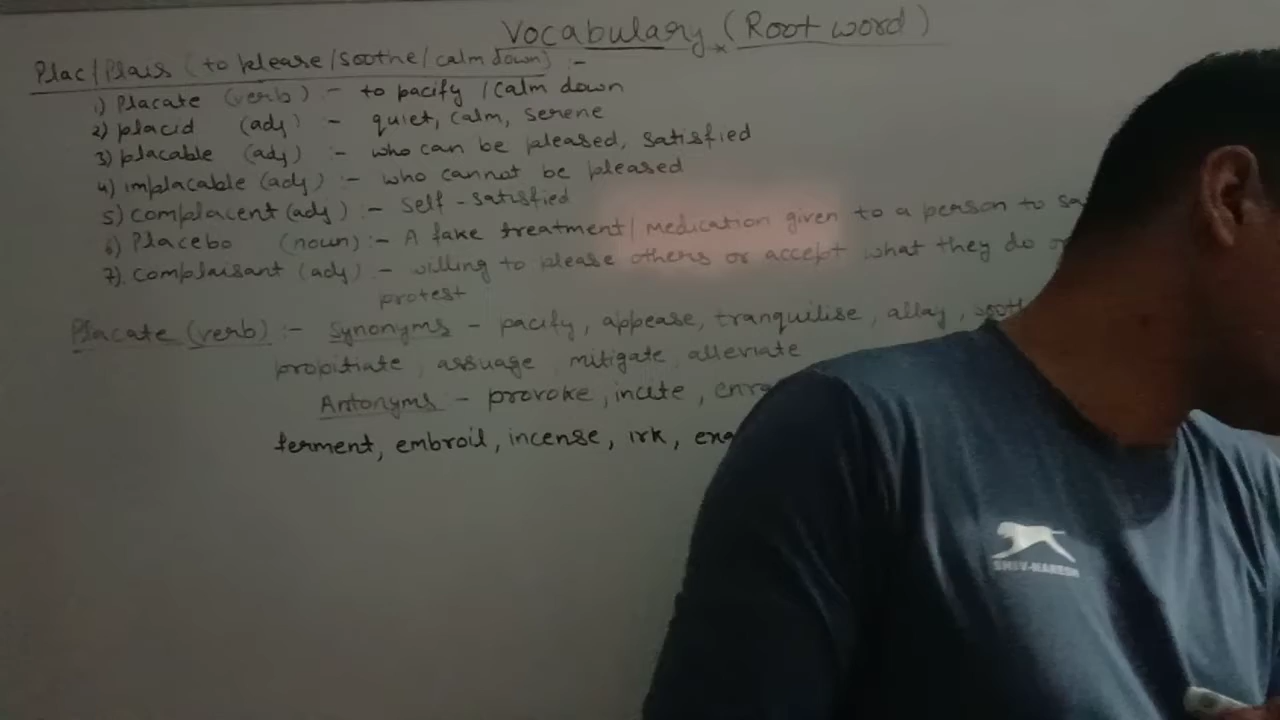 Vocabulary (Root word)
Plac/Plais (to please/soothe/calm down) :-
1) Placate (verb) :- to pacify / calm down
2) placid (adj) :- quiet, calm, serene
3) placable (adj) :- who can be pleased, satisfied
4) implacable (adj) :- who cannot be pleased
5) complacent (adj) :- Self-satisfied
6) Placebo (noun) :- A fake treatment/ medication given to a person to
7) complaisant (adj) :- willing to please others or accept what they do
protest
Placate (verb) :- Synonyms - pacify, appease, tranquilise, allay,
propitiate, assuage, mitigate, alleviate
Antonyms - provoke, incite,
ferment, embroil, incense, irk,
SHIV-NARESH